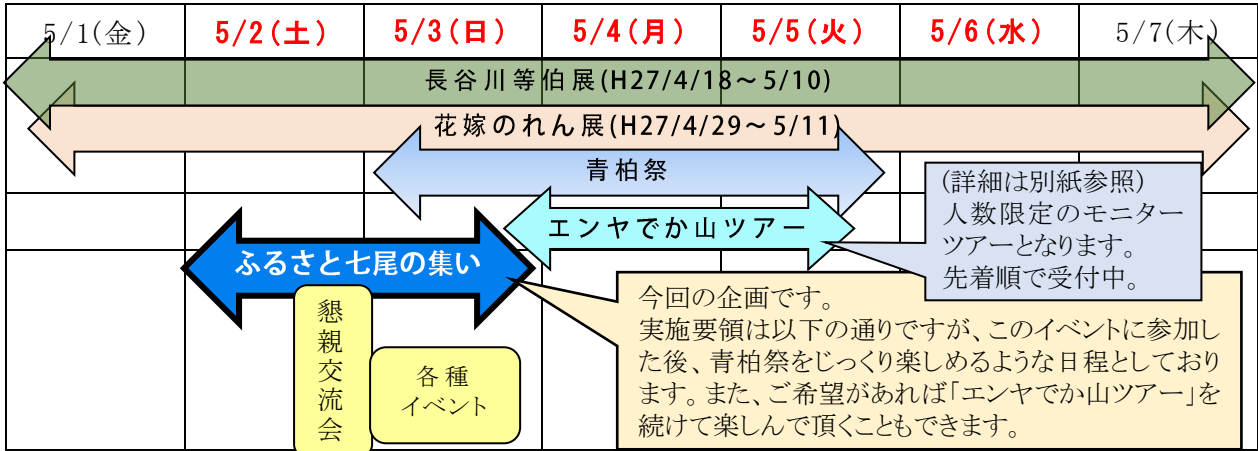 5/1(金) 5/2(土) 5/3(日) 5/4(月) 5/5(火) 5/6(水) 5/7(木)
長谷川等伯展(H27/4/18～5/10)
花嫁のれん展(H27/4/29～5/11)
青柏祭
エンヤでか山ツアー
(詳細は別紙参照)
人数限定のモニター
ツアーとなります。
先着順で受付中。
ふるさと七尾の集い
懇親交流会
各種
イベント
今回の企画です。
実施要領は以下の通りですが、このイベントに参加し
た後、青柏祭をじっくり楽しめるような日程としており
ます。また、ご希望があれば「エンヤでか山ツアー」を
続けて楽しんで頂くこともできます。